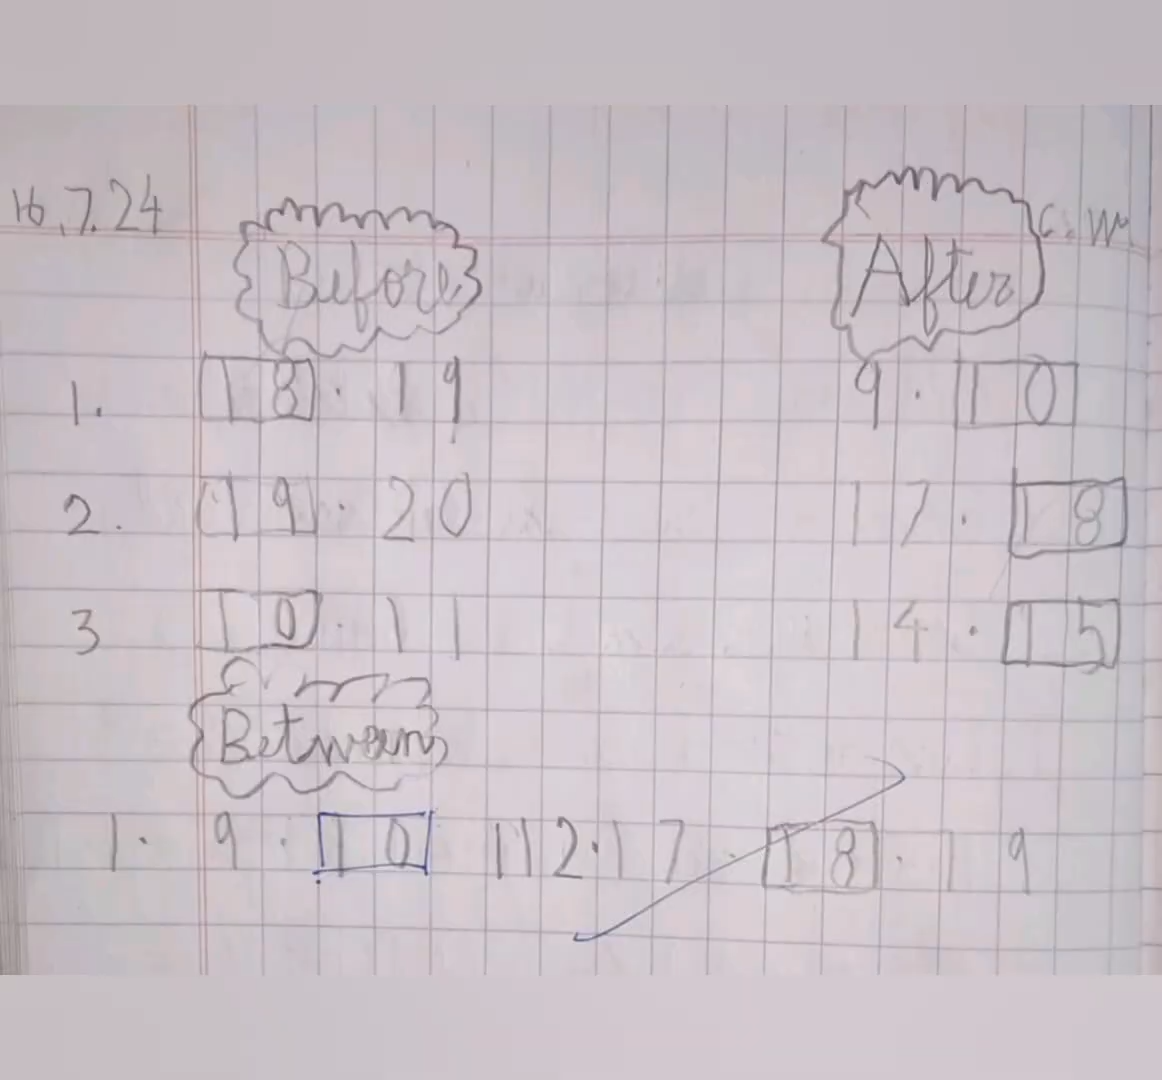 16.7.24 C.W
Before After
1. 18 . 19 9 . 10
2. 19 . 20 17 . 18
3 10 . 11 14 . 15
Between
1. 9 . 10 11 2. 17 . 18 . 19